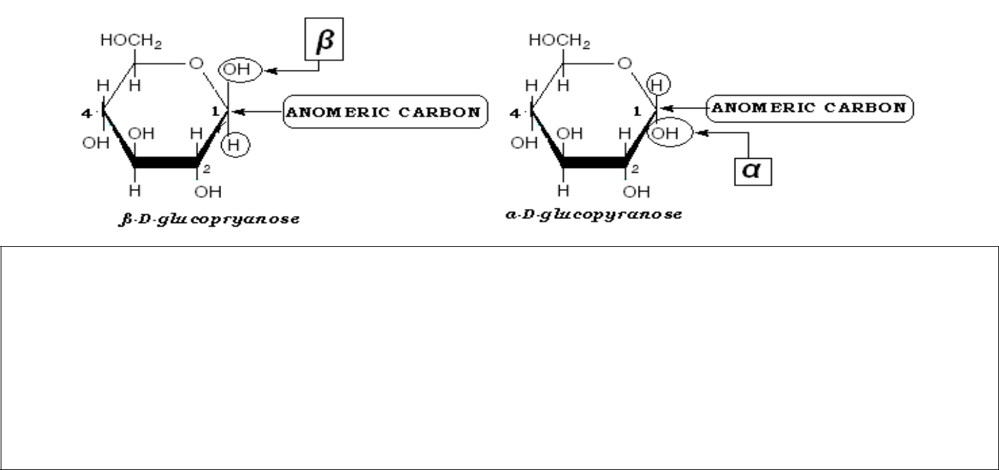 HOCH2
β
O
OH
H
H
4
1
ANOMERIC CARBON
OH
H
OH
H
2
H
OH
β-D-glucopryanose
HOCH2
O
H
H
H
4
1
ANOMERIC CARBON
OH
H
OH
OH
2
α
H
OH
α-D-glucopyranose